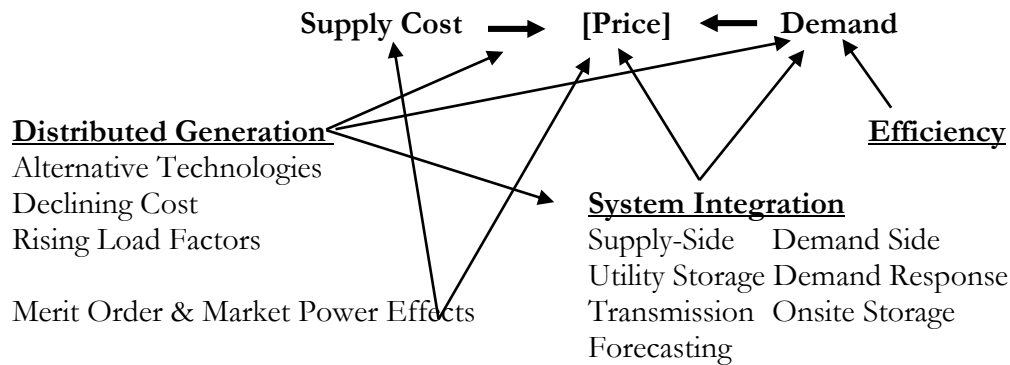 Supply Cost [Price] Demand
Distributed Generation Efficiency
Alternative Technologies
Declining Cost System Integration
Rising Load Factors Supply-Side Demand Side
Utility Storage Demand Response
Merit Order & Market Power Effects Transmission Onsite Storage
Forecasting